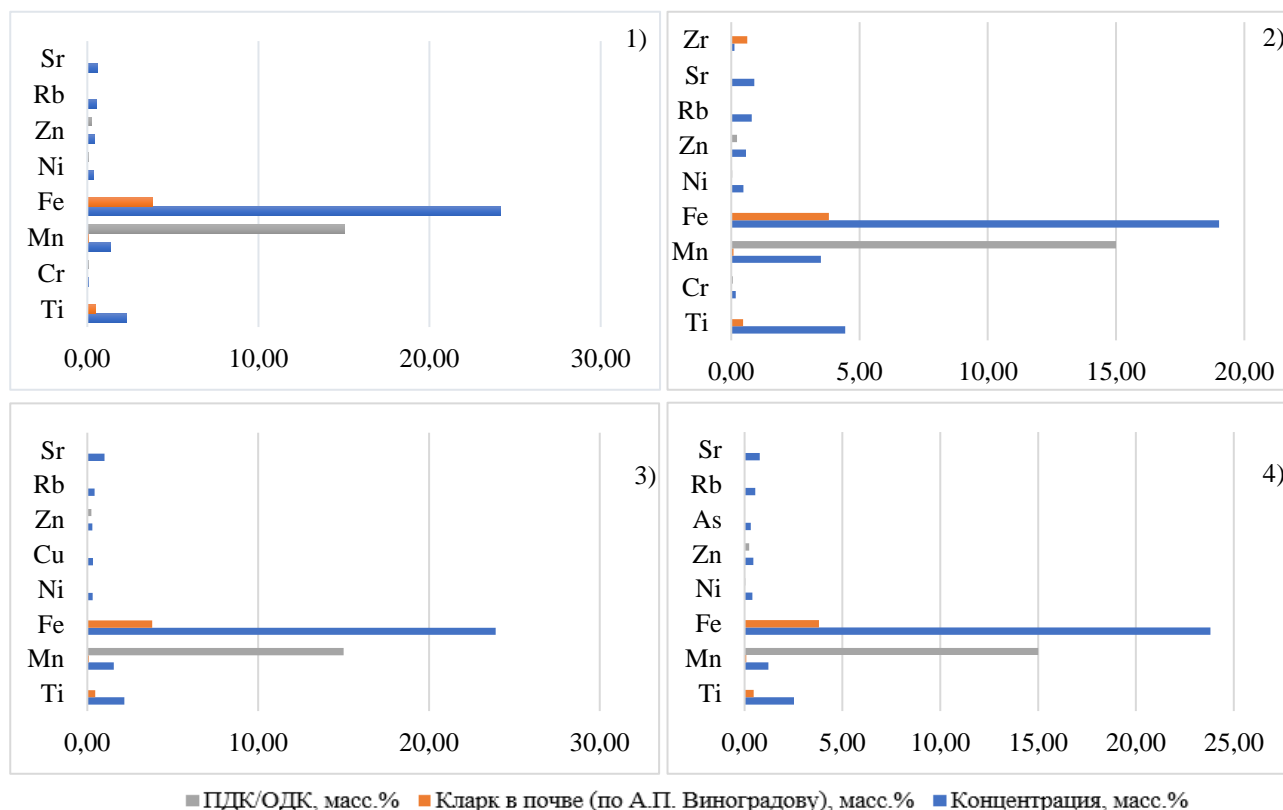 1)
Sr
Rb
Zn
Ni
Fe
Mn
Cr
Ti
0,00 10,00 20,00 30,00
2)
Zr
Sr
Rb
Zn
Ni
Fe
Mn
Cr
Ti
0,00 5,00 10,00 15,00 20,00
3)
Sr
Rb
Zn
Cu
Ni
Fe
Mn
Ti
0,00 10,00 20,00 30,00
4)
Sr
Rb
As
Zn
Ni
Fe
Mn
Ti
0,00 5,00 10,00 15,00 20,00 25,00
ПДК/ОДК, масс.% Кларк в почве (по А.П. Виноградову), масс.% Концентрация, масс.%